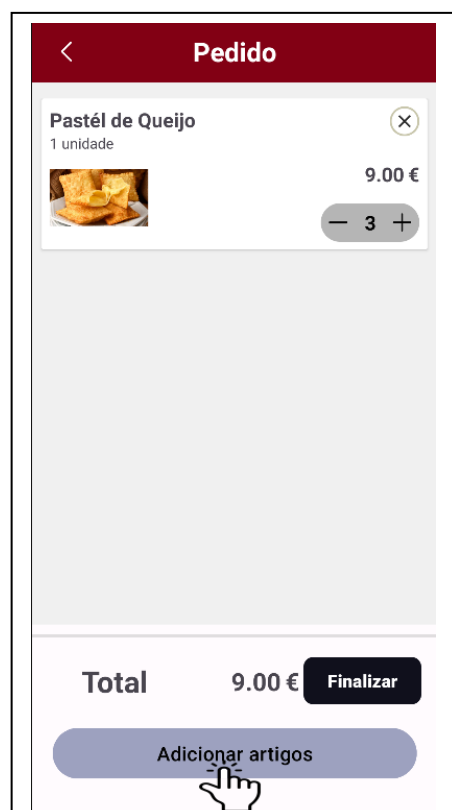 Pedido
Pastél de Queijo
1 unidade
9.00 €
3
Total
9.00 €
Finalizar
Adicionar artigos